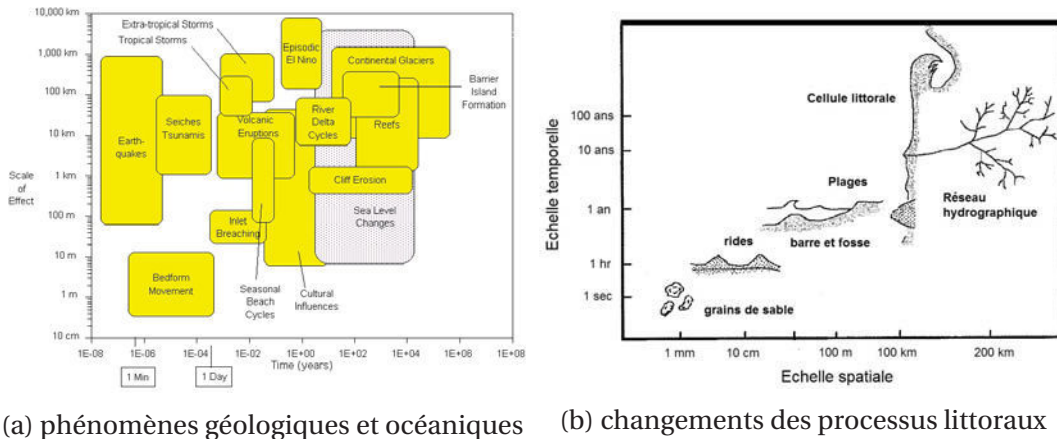 10,000 km
1,000 km
100 km
10 km
1 km
100 m
10 m
1 m
10 cm
Scale
of
Effect
Extra-tropical Storms
Tropical Storms
Episodic
El Nino
Continental Glaciers
Barrier
Island
Formation
Earth-
quakes
Seiches
Tsunamis
Volcanic
Eruptions
River
Delta
Cycles
Reefs
Cliff Erosion
Sea Level
Changes
Inlet
Breaching
Bedform
Movement
Seasonal
Beach
Cycles
Cultural
Influences
1E-08 1E-06 1E-04 1E-02 1E+00 1E+02 1E+04 1E+06 1E+08
Time (years)
1 Min 1 Day
(a) phénomènes géologiques et océaniques
Echelle temporelle
100 ans
10 ans
1 an
1 hr
1 sec
Cellule littorale
Réseau
hydrographique
Plages
barre et fosse
rides
grains de sable
1 mm 10 cm 100 m 100 km 200 km
Echelle spatiale
(b) changements des processus littoraux